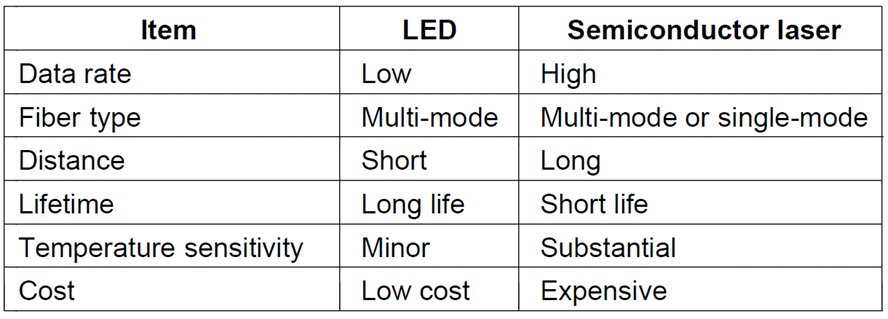 Item LED Semiconductor laser
Data rate Low High
Fiber type Multi-mode Multi-mode or single-mode
Distance Short Long
Lifetime Long life Short life
Temperature sensitivity Minor Substantial
Cost Low cost Expensive